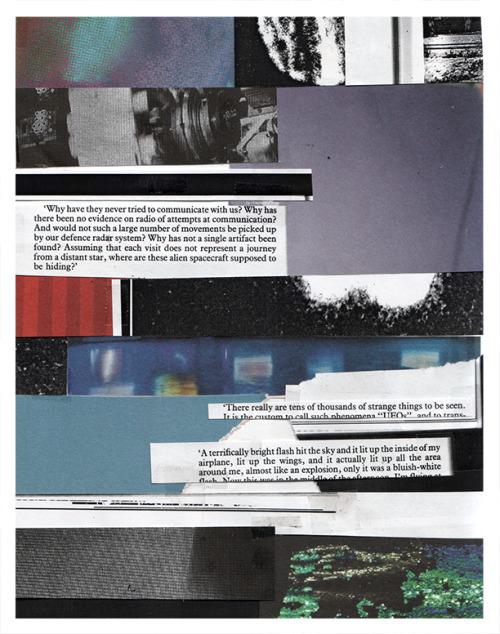 ‘Why have they never tried to communicate with us? Why has
there been no evidence on radio of attempts at communication?
And would not such a large number of movements be picked up
by our defence radar system? Why has not a single artifact been
found? Assuming that each visit does not represent a journey
from a distant star, where are these alien spacecraft supposed to
be hiding?’
‘There really are tens of thousands of strange things to be seen.
It is the custom to call such phenomena “UFOs”, and to trans-
‘A terrifically bright flash hit the sky and it lit up the inside of my
airplane, lit up the wings, and it actually lit up all the area
around me, almost like an explosion, only it was a bluish-white
flash. Now this was in the middle of the afternoon. I'm flying at